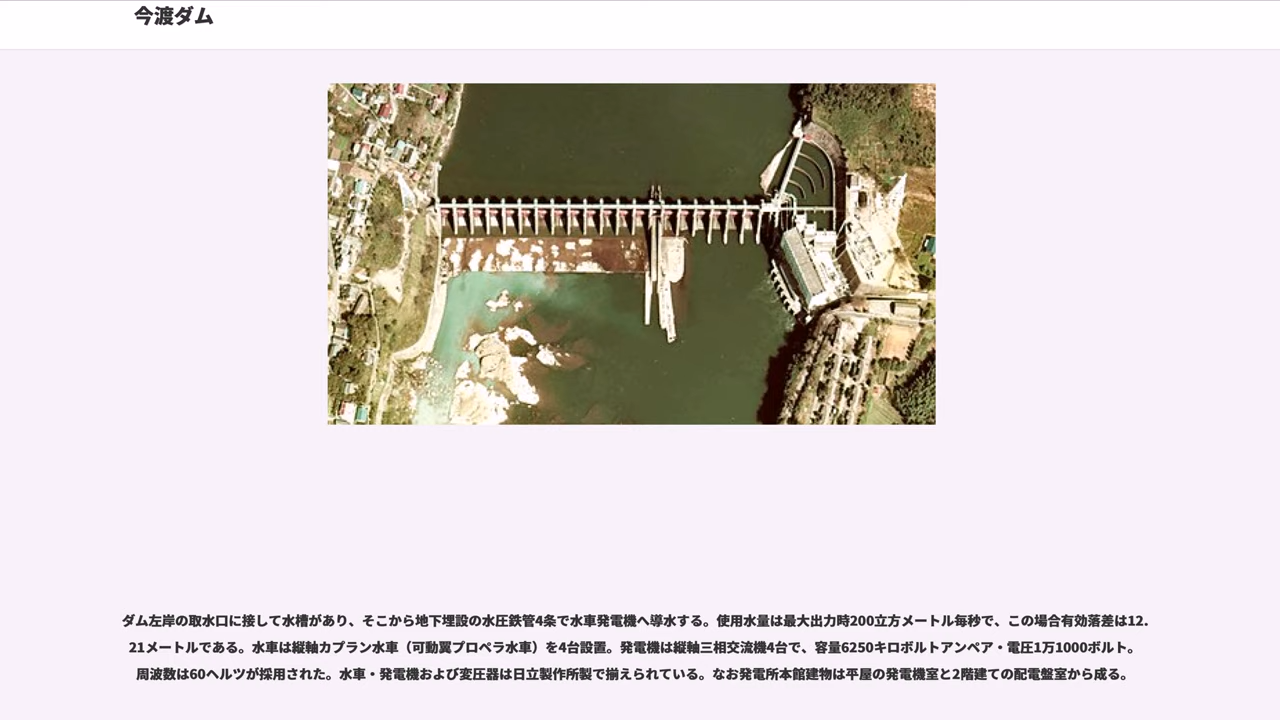 今渡ダム
ダム左岸の取水口に接して水槽があり、そこから地下埋設の水圧鉄管4条で水車発電機へ導水する。使用水量は最大出力時200立方メートル毎秒で、この場合有効落差は12.
21メートルである。水車は縦軸カプラン水車（可動翼プロペラ水車）を4台設置。発電機は縦軸三相交流機4台で、容量6250キロボルトアンペア・電圧1万1000ボルト。
周波数は60ヘルツが採用された。水車・発電機および変圧器は日立製作所製で揃えられている。なお発電所本館建物は平屋の発電機室と2階建ての配電盤室から成る。